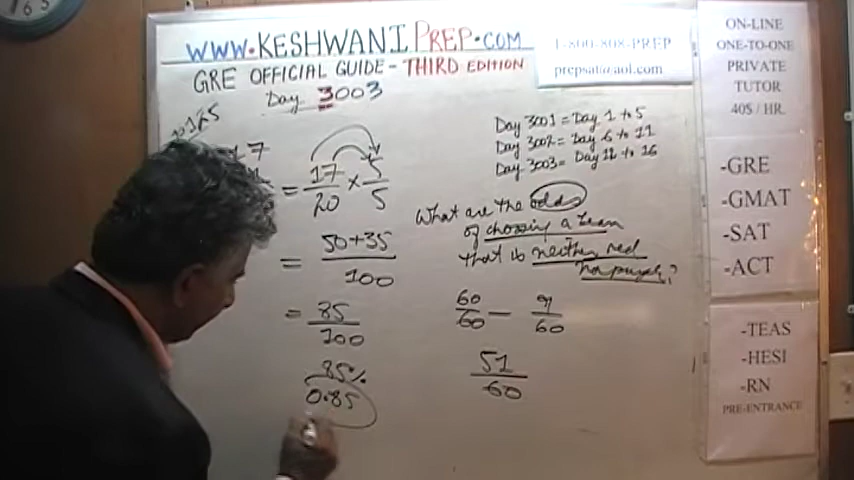 WWW.KESHWANIPREP.COM
GRE OFFICIAL GUIDE - THIRD EDITION
Day 3003
1-800-808-PREP
prepsat@aol.com
ON-LINE
ONE-TO-ONE
PRIVATE
TUTOR
40$ / HR.
-GRE
-GMAT
-SAT
-ACT
-TEAS
-HESI
-RN
PRE-ENTRANCE
Day 3001 = Day 1 to 5
Day 3002 = Day 6 to 11
Day 3003 = Day 12 to 16
What are the odds
of choosing a bean
that is neither red
nor purple?
60/60 - 9/60
51/60
17
= 17/20 × 5/5
= 50+35/100
= 85/100
85%
0.85